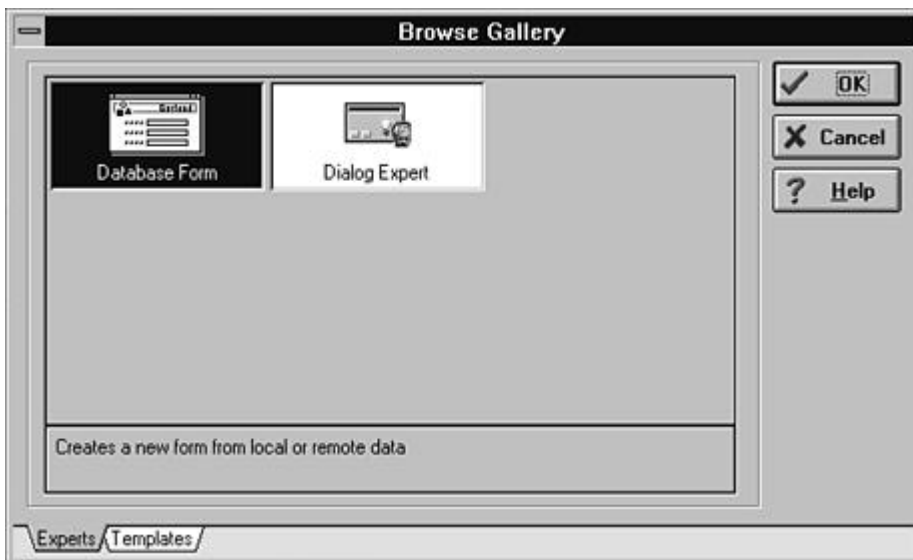 Browse Gallery
Borland
Database Form
Dialog Expert
OK
Cancel
? Help
Creates a new form from local or remote data
Experts
Templates